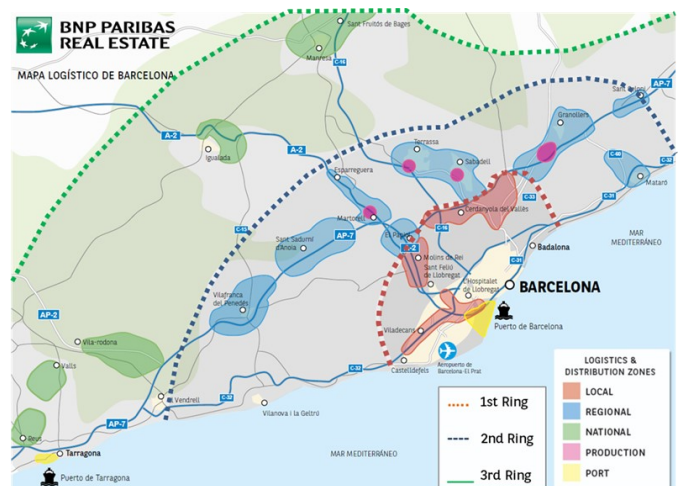 BNP PARIBAS
REAL ESTATE
MAPA LOGÍSTICO DE BARCELONA
Sant Fruitós de Bages
Manresa
C-16
AP-7
Granollers
A-2
A-2
Igualada
Terrassa
Sabadell
C-60
C-32
Esparreguera
Mataró
C-33
C-31
Martorell
Cerdanyola del Vallès
C-15
AP-7
Sant Sadurní
d'Anoia
El Papiol
C-16
A-2
Molins de Rei
Badalona
MAR
MEDITERRÁNEO
Sant Feliú
de Llobregat
C-31
L'Hospitalet
de Llobregat
BARCELONA
Vilafranca
del Penedès
AP-2
Viladecans
Puerto de Barcelona
Vila-rodona
Castelldefels
Aeropuerto de
Barcelona-El Prat
Valls
C-32
LOGISTICS &
DISTRIBUTION ZONES
LOCAL
REGIONAL
NATIONAL
PRODUCTION
PORT
El Vendrell
C-32
Vilanova i la Geltrú
1st Ring
2nd Ring
3rd Ring
AP-7
Reus
Tarragona
MAR MEDITERRÁNEO
Puerto de Tarragona